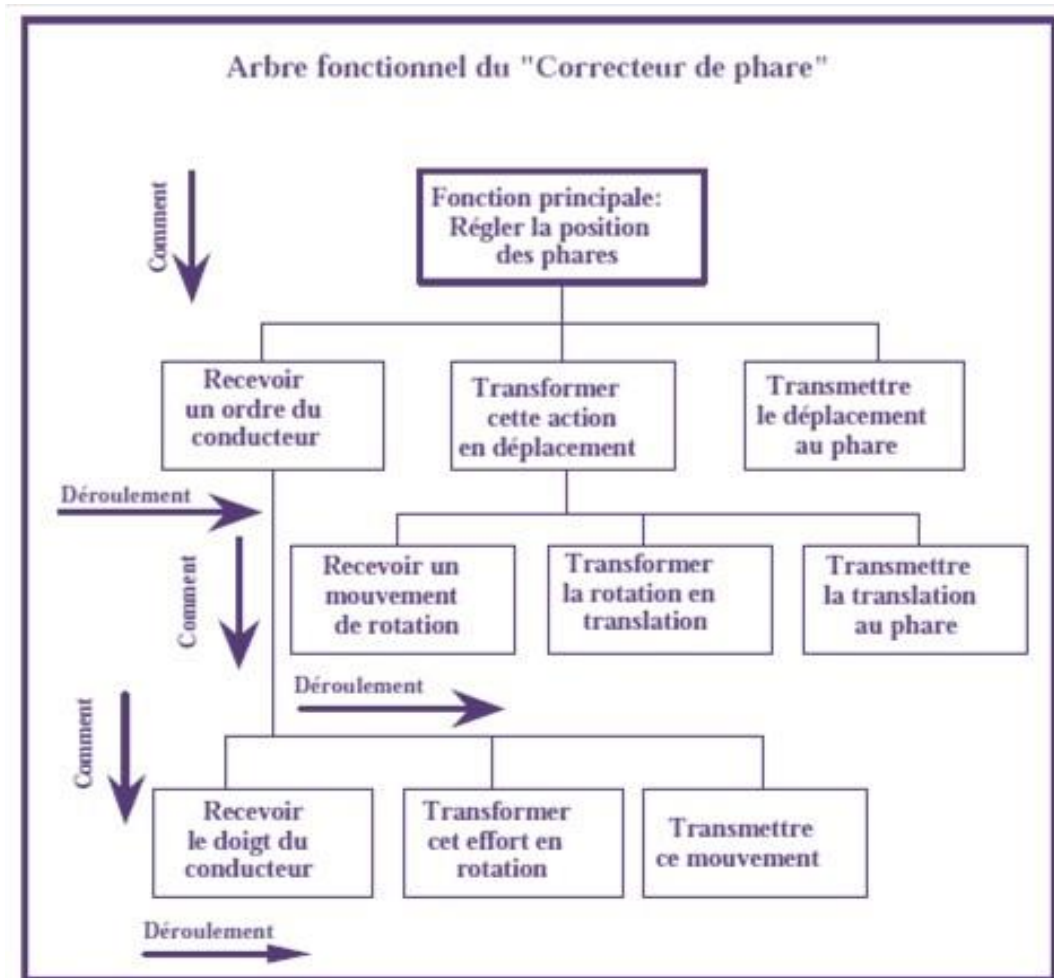 Arbre fonctionnel du "Correcteur de phare"
Comment
Fonction principale:
Régler la position
des phares
Recevoir
un ordre du
conducteur
Transformer
cette action
en déplacement
Transmettre
le déplacement
au phare
Déroulement
Comment
Recevoir un
mouvement
de rotation
Transformer
la rotation en
translation
Transmettre
la translation
au phare
Déroulement
Comment
Recevoir
le doigt du
conducteur
Transformer
cet effort en
rotation
Transmettre
ce mouvement
Déroulement